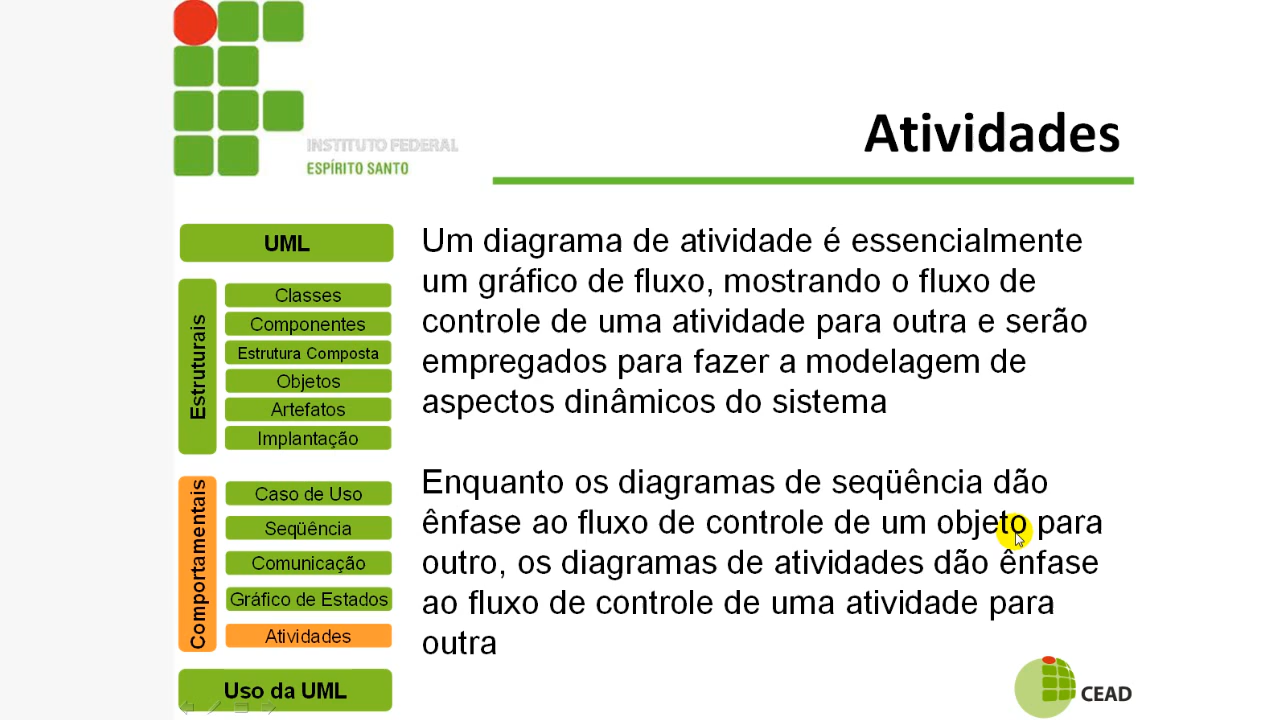 INSTITUTO FEDERAL
ESPÍRITO SANTO
Atividades
UML
Estruturais
Classes
Componentes
Estrutura Composta
Objetos
Artefatos
Implantação
Comportamentais
Caso de Uso
Seqüência
Comunicação
Gráfico de Estados
Atividades
Uso da UML
Um diagrama de atividade é essencialmente
um gráfico de fluxo, mostrando o fluxo de
controle de uma atividade para outra e serão
empregados para fazer a modelagem de
aspectos dinâmicos do sistema
Enquanto os diagramas de seqüência dão
ênfase ao fluxo de controle de um objeto para
outro, os diagramas de atividades dão ênfase
ao fluxo de controle de uma atividade para
outra
CEAD